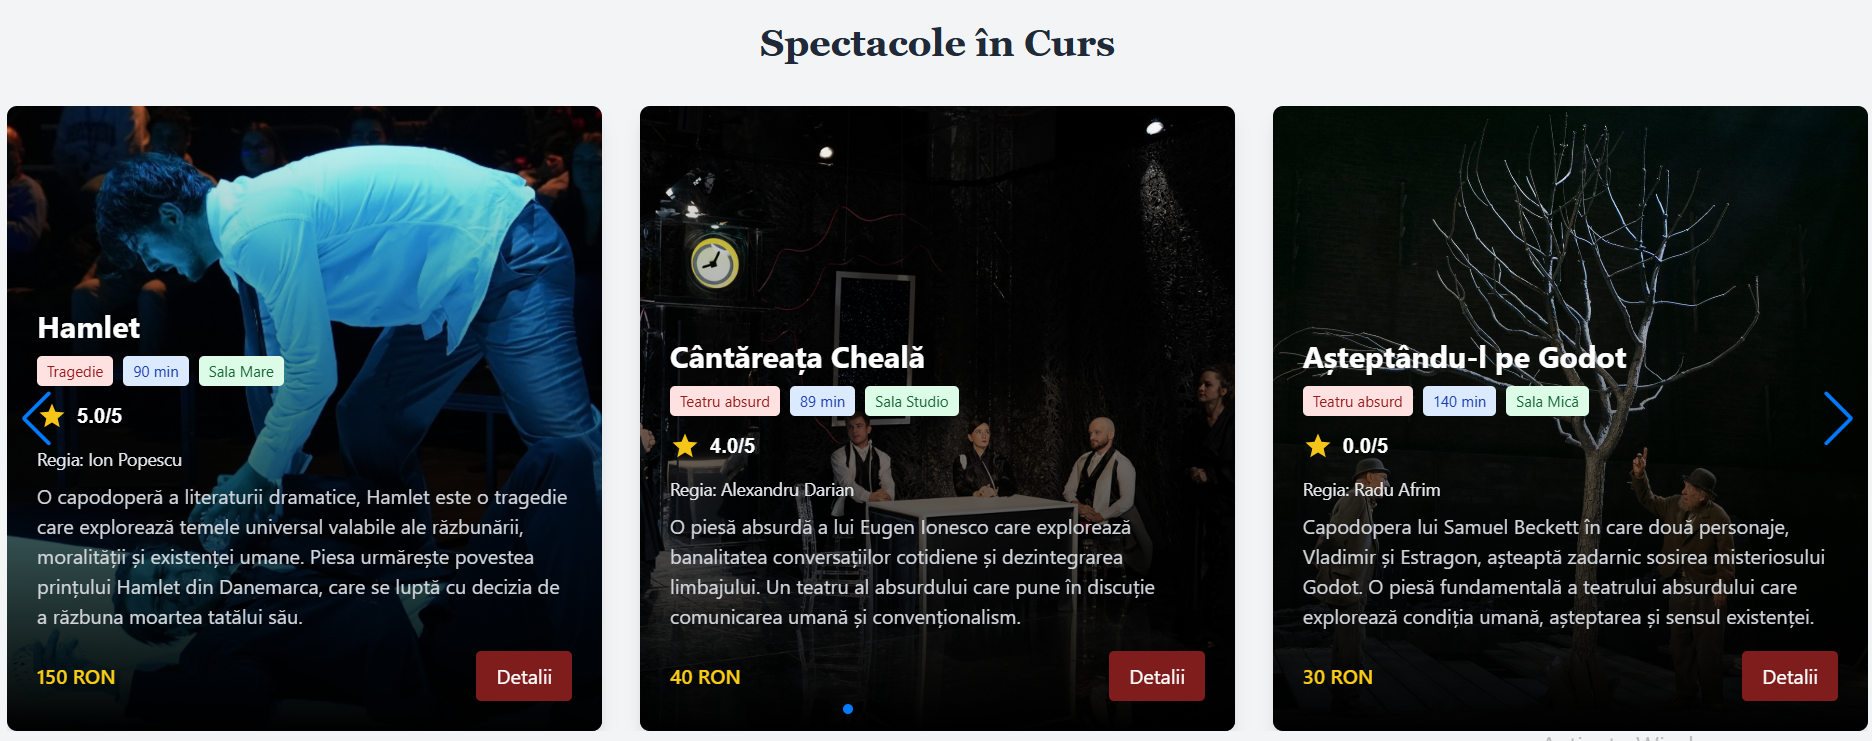 Spectacole în Curs
Hamlet
Tragedie
90 min
Sala Mare
5.0/5
Regia: Ion Popescu
O capodoperă a literaturii dramatice, Hamlet este o tragedie
care explorează temele universal valabile ale răzbunării,
moralității și existenței umane. Piesa urmărește povestea
prințului Hamlet din Danemarca, care se luptă cu decizia de
a răzbuna moartea tatălui său.
150 RON
Detalii
Cântăreața Cheală
Teatru absurd
89 min
Sala Studio
4.0/5
Regia: Alexandru Darian
O piesă absurdă a lui Eugen Ionesco care explorează
banalitatea conversațiilor cotidiene și dezintegrarea
limbajului. Un teatru al absurdului care pune în discuție
comunicarea umană și convenționalism.
40 RON
Detalii
Așteptându-l pe Godot
Teatru absurd
140 min
Sala Mică
0.0/5
Regia: Radu Afrim
Capodopera lui Samuel Beckett în care două personaje,
Vladimir și Estragon, așteaptă zadarnic sosirea misteriosului
Godot. O piesă fundamentală a teatrului absurdului care
explorează condiția umană, așteptarea și sensul existenței.
30 RON
Detalii